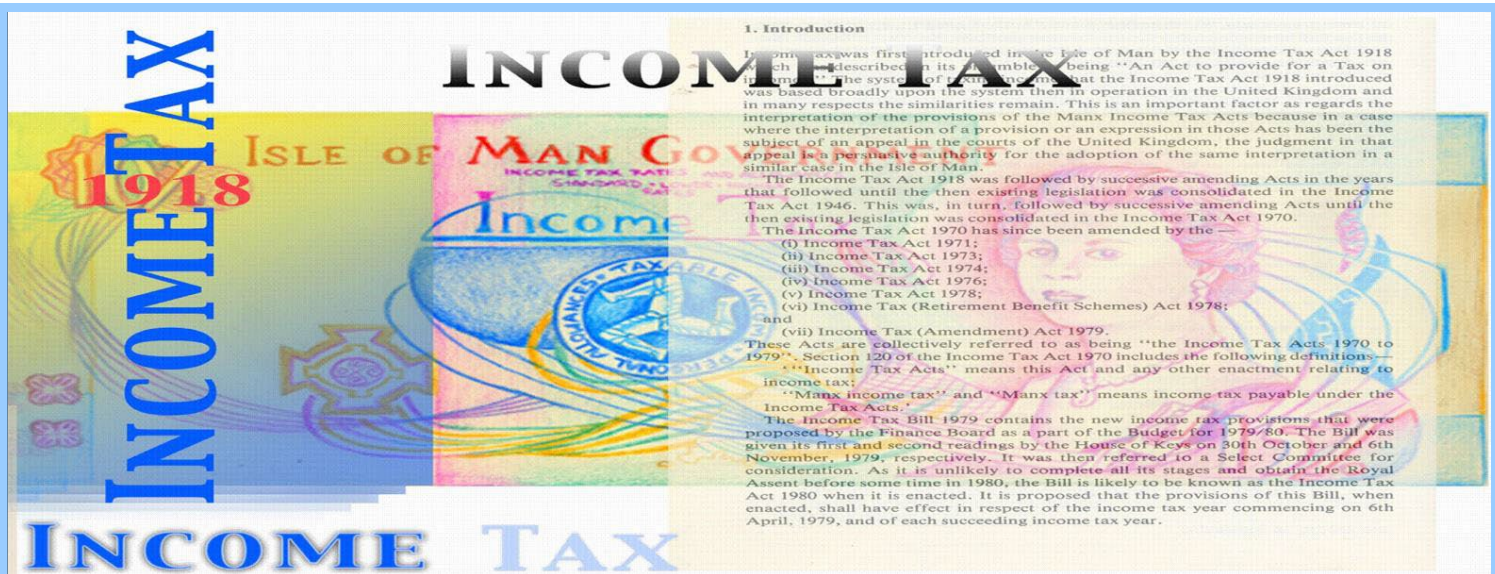 INCOME TAX
1918
INCOME TAX
ISLE OF MAN GOVERNMENT
INCOME TAX RATES
STANDARD
Income T
PERSONAL ALLOWANCES TAXABLE INCOME
INCOME TAX
1. Introduction
Income tax was first introduced in the Isle of Man by the Income Tax Act 1918
which described in its preamble being "An Act to provide for a Tax on
income" The system of taxing income that the Income Tax Act 1918 introduced
was based broadly upon the system then in operation in the United Kingdom and
in many respects the similarities remain. This is an important factor as regards the
interpretation of the provisions of the Manx Income Tax Acts because in a case
where the interpretation of a provision or an expression in those Acts has been the
subject of an appeal in the courts of the United Kingdom, the judgment in that
appeal is a persuasive authority for the adoption of the same interpretation in a
similar case in the Isle of Man.
The Income Tax Act 1918 was followed by successive amending Acts in the years
that followed until the then existing legislation was consolidated in the Income
Tax Act 1946. This was, in turn, followed by successive amending Acts until the
then existing legislation was consolidated in the Income Tax Act 1970.
The Income Tax Act 1970 has since been amended by the —
(i) Income Tax Act 1971;
(ii) Income Tax Act 1973;
(iii) Income Tax Act 1974;
(iv) Income Tax Act 1976;
(v) Income Tax Act 1978;
(vi) Income Tax (Retirement Benefit Schemes) Act 1978;
and
(vii) Income Tax (Amendment) Act 1979.
These Acts are collectively referred to as being "the Income Tax Acts 1970 to
1979". Section 120 of the Income Tax Act 1970 includes the following definitions —
'"Income Tax Acts" means this Act and any other enactment relating to
income tax;
"Manx income tax" and "Manx tax" means income tax payable under the
Income Tax Acts.'
The Income Tax Bill 1979 contains the new income tax provisions that were
proposed by the Finance Board as a part of the Budget for 1979/80. The Bill was
given its first and second readings by the House of Keys on 30th October and 6th
November, 1979, respectively. It was then referred to a Select Committee for
consideration. As it is unlikely to complete all its stages and obtain the Royal
Assent before some time in 1980, the Bill is likely to be known as the Income Tax
Act 1980 when it is enacted. It is proposed that the provisions of this Bill, when
enacted, shall have effect in respect of the income tax year commencing on 6th
April, 1979, and of each succeeding income tax year.